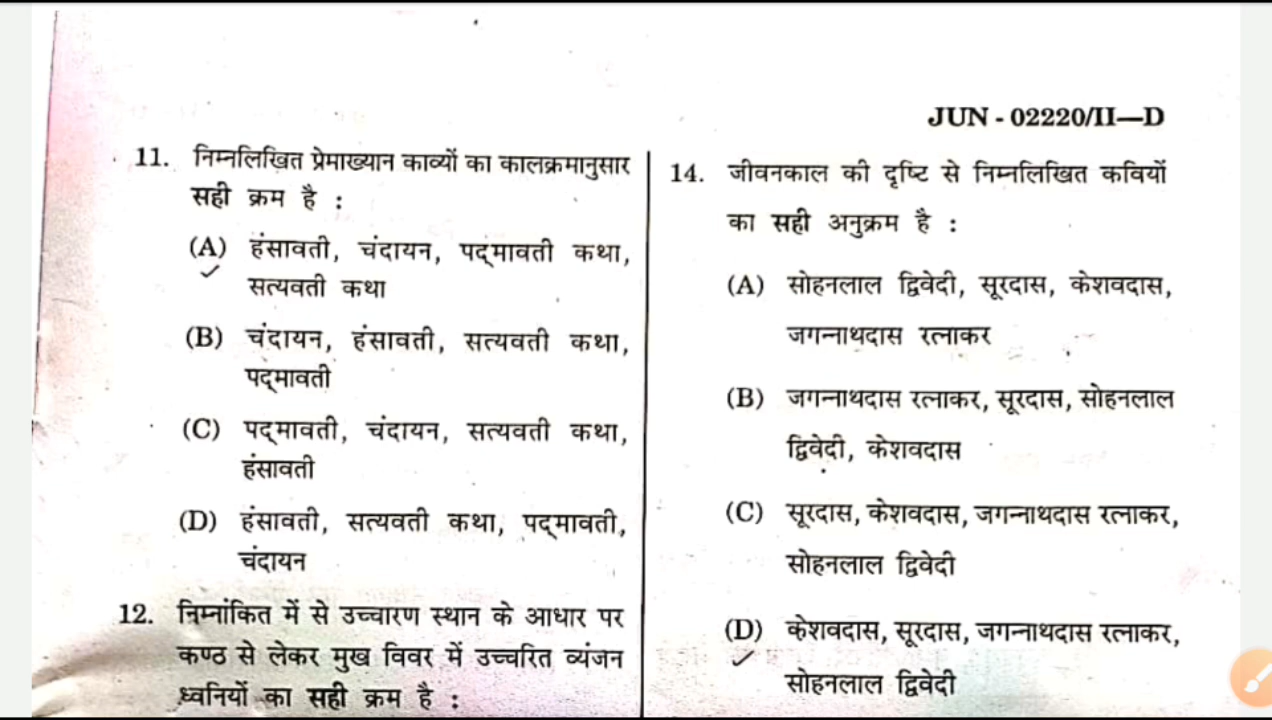 JUN - 02220/II—D
11. निम्नलिखित प्रेमाख्यान काव्यों का कालक्रमानुसार
सही क्रम है :
(A) हंसावती, चंदायन, पद्मावती कथा,
सत्यवती कथा
(B) चंदायन, हंसावती, सत्यवती कथा,
पद्मावती
(C) पद्मावती, चंदायन, सत्यवती कथा,
हंसावती
(D) हंसावती, सत्यवती कथा, पद्मावती,
चंदायन
12. निम्नांकित में से उच्चारण स्थान के आधार पर
कण्ठ से लेकर मुख विवर में उच्चरित व्यंजन
ध्वनियों का सही क्रम है :
14. जीवनकाल की दृष्टि से निम्नलिखित कवियों
का सही अनुक्रम है :
(A) सोहनलाल द्विवेदी, सूरदास, केशवदास,
जगन्नाथदास रत्नाकर
(B) जगन्नाथदास रत्नाकर, सूरदास, सोहनलाल
द्विवेदी, केशवदास
(C) सूरदास, केशवदास, जगन्नाथदास रत्नाकर,
सोहनलाल द्विवेदी
(D) केशवदास, सूरदास, जगन्नाथदास रत्नाकर,
सोहनलाल द्विवेदी